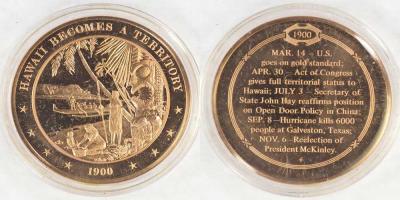 HAWAII BECOMES A TERRITORY
1900
1900
MAR. 14 — U.S.
goes on gold standard;
APR. 30 — Act of Congress
gives full territorial status to
Hawaii; JULY 3 — Secretary of
State John Hay reaffirms position
on Open Door Policy in China;
SEP. 8 — Hurricane kills 6000
people at Galveston, Texas;
NOV. 6 — Reelection of
President McKinley.